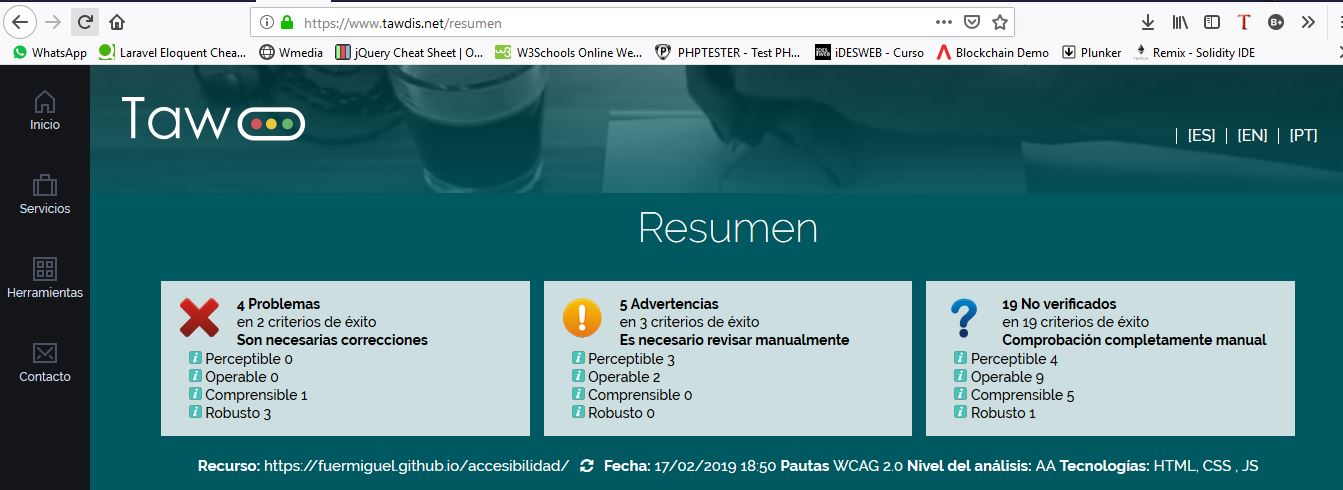 https://www.tawdis.net/resumen
WhatsApp Laravel Eloquent Chea... Wmedia jQuery Cheat Sheet | O... W3Schools Online We... PHPTESTER - Test PH... iDESWEB - Curso Blockchain Demo Plunker Remix - Solidity IDE
Inicio
Servicios
Herramientas
Contacto
Taw
| [ES] | [EN] | [PT]
Resumen
4 Problemas
en 2 criterios de éxito
Son necesarias correcciones
Perceptible 0
Operable 0
Comprensible 1
Robusto 3
5 Advertencias
en 3 criterios de éxito
Es necesario revisar manualmente
Perceptible 3
Operable 2
Comprensible 0
Robusto 0
19 No verificados
en 19 criterios de éxito
Comprobación completamente manual
Perceptible 4
Operable 9
Comprensible 5
Robusto 1
Recurso: https://fuermiguel.github.io/accesibilidad/ Fecha: 17/02/2019 18:50 Pautas WCAG 2.0 Nivel del análisis: AA Tecnologías: HTML, CSS , JS